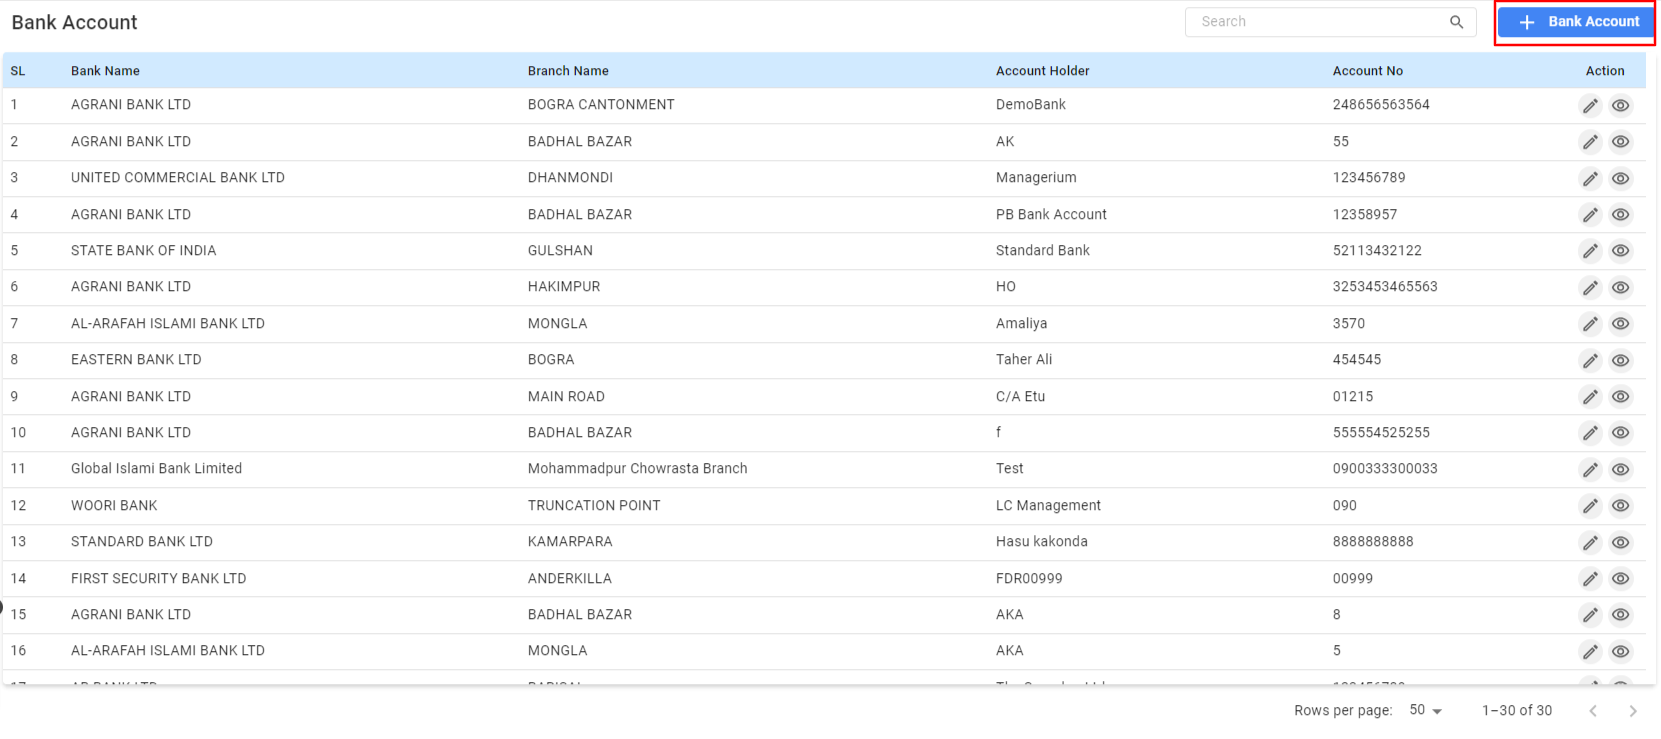 Bank Account
Search
Bank Account
SL Bank Name Branch Name Account Holder Account No Action
1 AGRANI BANK LTD BOGRA CANTONMENT DemoBank 248656563564
2 AGRANI BANK LTD BADHAL BAZAR AK 55
3 UNITED COMMERCIAL BANK LTD DHANMONDI Managerium 123456789
4 AGRANI BANK LTD BADHAL BAZAR PB Bank Account 12358957
5 STATE BANK OF INDIA GULSHAN Standard Bank 52113432122
6 AGRANI BANK LTD HAKIMPUR HO 3253453465563
7 AL-ARAFAH ISLAMI BANK LTD MONGLA Amaliya 3570
8 EASTERN BANK LTD BOGRA Taher Ali 454545
9 AGRANI BANK LTD MAIN ROAD C/A Etu 01215
10 AGRANI BANK LTD BADHAL BAZAR f 555554525255
11 Global Islami Bank Limited Mohammadpur Chowrasta Branch Test 0900333300033
12 WOORI BANK TRUNCATION POINT LC Management 090
13 STANDARD BANK LTD KAMARPARA Hasu kakonda 8888888888
14 FIRST SECURITY BANK LTD ANDERKILLA FDR00999 00999
15 AGRANI BANK LTD BADHAL BAZAR AKA 8
16 AL-ARAFAH ISLAMI BANK LTD MONGLA AKA 5
Rows per page: 50 1–30 of 30